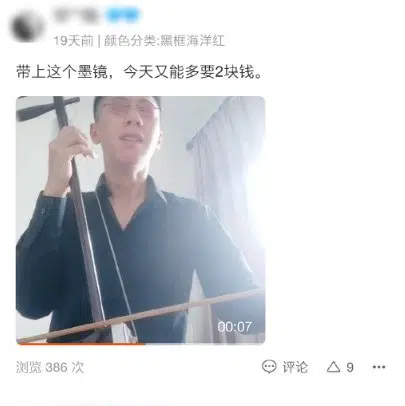 19天前 | 颜色分类:黑框海洋红
带上这个墨镜，今天又能多要2块钱。
00:07
浏览 386 次
评论
9